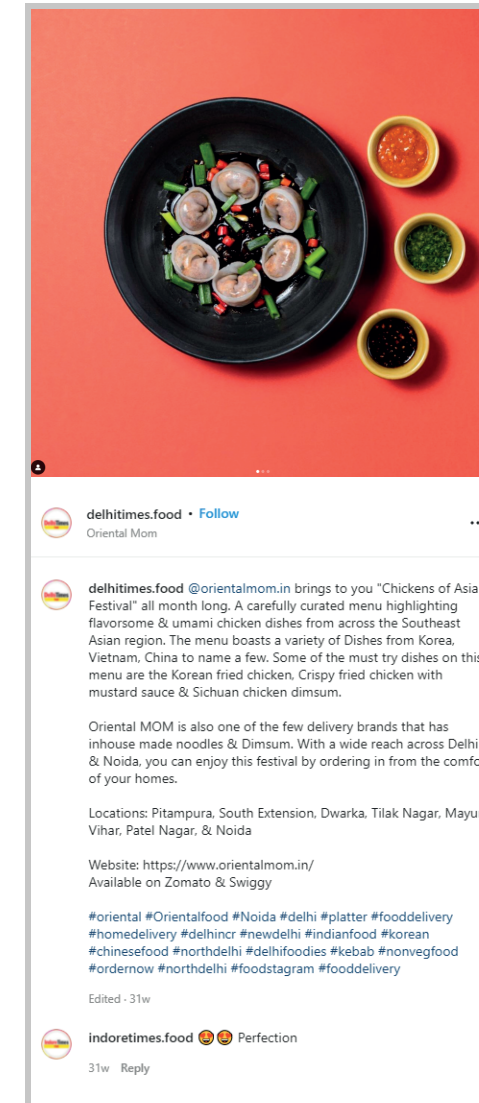 delhitimes.food • Follow
Oriental Mom
delhitimes.food @orientalmom.in brings to you "Chickens of Asia
Festival" all month long. A carefully curated menu highlighting
flavorsome & umami chicken dishes from across the Southeast
Asian region. The menu boasts a variety of Dishes from Korea,
Vietnam, China to name a few. Some of the must try dishes on this
menu are the Korean fried chicken, Crispy fried chicken with
mustard sauce & Sichuan chicken dimsum.
Oriental MOM is also one of the few delivery brands that has
inhouse made noodles & Dimsum. With a wide reach across Delhi
& Noida, you can enjoy this festival by ordering in from the comfo
of your homes.
Locations: Pitampura, South Extension, Dwarka, Tilak Nagar, Mayur
Vihar, Patel Nagar, & Noida
Website: https://www.orientalmom.in/
Available on Zomato & Swiggy
#oriental #Orientalfood #Noida #delhi #platter #fooddelivery
#homedelivery #delhincr #newdelhi #indianfood #korean
#chinesefood #northdelhi #delhifoodies #kebab #nonvegfood
#ordernow #northdelhi #foodstagram #fooddelivery
Edited · 31w
indoretimes.food 🤩🤩 Perfection
31w Reply